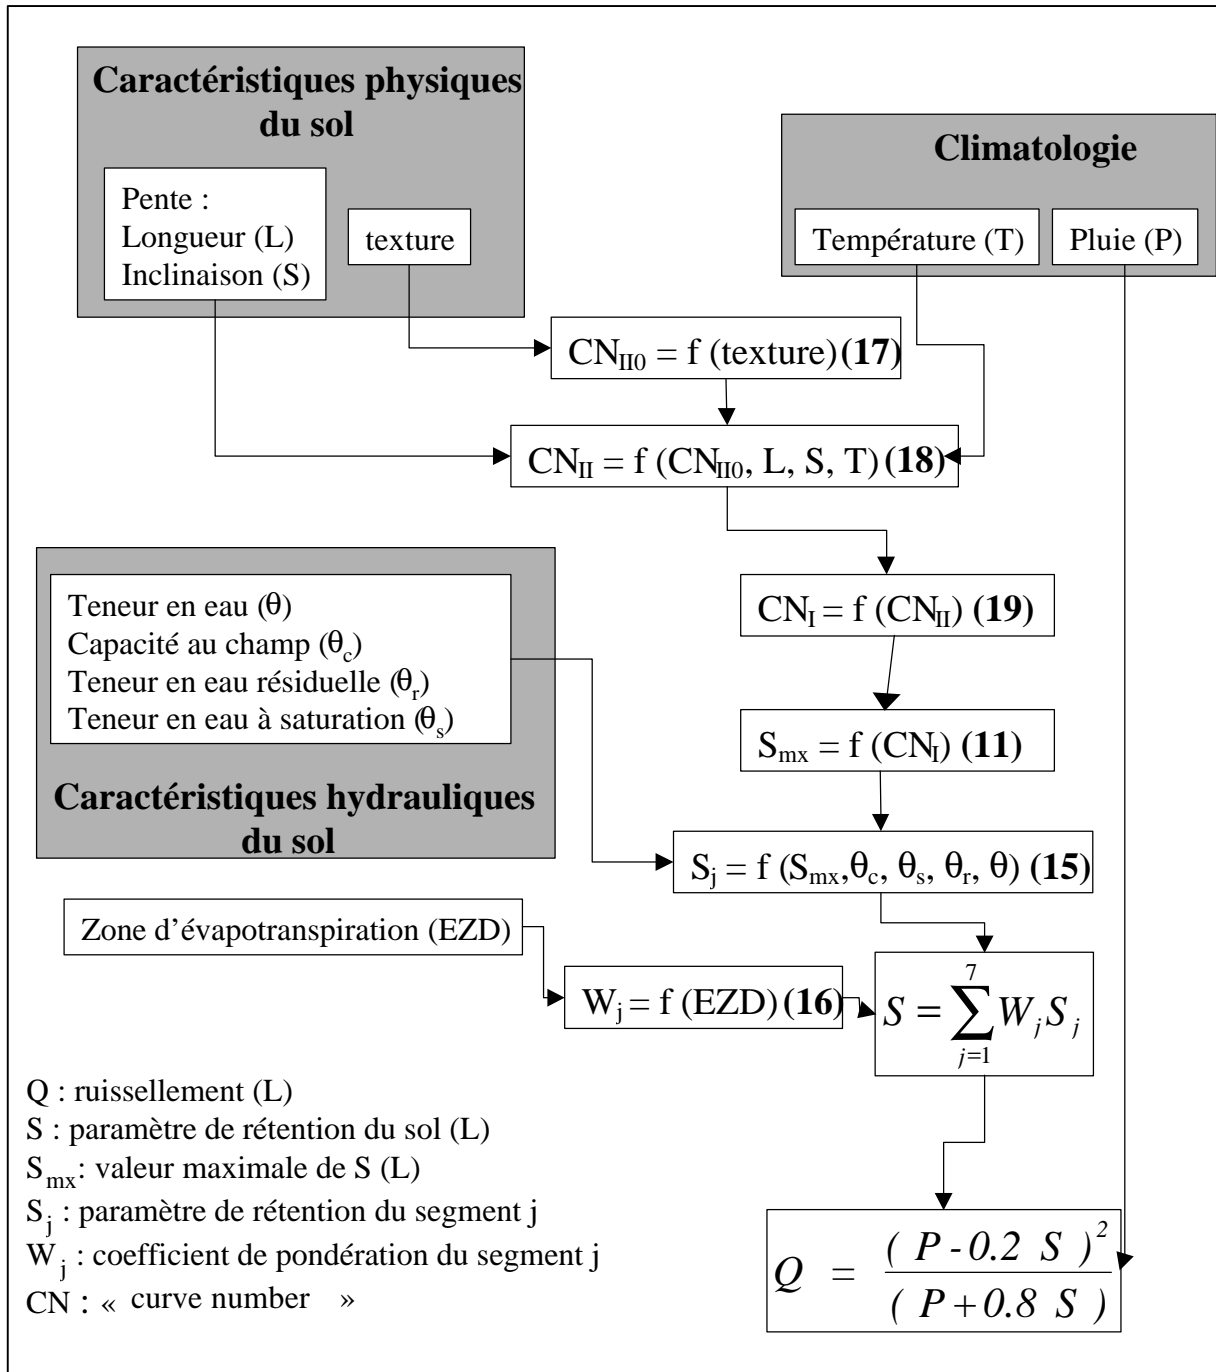 Caractéristiques physiques
du sol
Pente :
Longueur (L)
Inclinaison (S)
texture
Climatologie
Température (T)
Pluie (P)
CN_II0 = f (texture) (17)
CN_II = f (CN_II0, L, S, T) (18)
CN_I = f (CN_II) (19)
S_mx = f (CN_I) (11)
Teneur en eau (θ)
Capacité au champ (θ_c)
Teneur en eau résiduelle (θ_r)
Teneur en eau à saturation (θ_s)
Caractéristiques hydrauliques
du sol
S_j = f (S_mx,θ_c, θ_s, θ_r, θ) (15)
Zone d’évapotranspiration (EZD)
W_j = f (EZD) (16)
S = ∑_{j=1}^{7} W_j S_j
Q = ( P - 0.2 S )^2 / ( P + 0.8 S )
Q : ruissellement (L)
S : paramètre de rétention du sol (L)
S_mx : valeur maximale de S (L)
S_j : paramètre de rétention du segment j
W_j : coefficient de pondération du segment j
CN : « curve number »